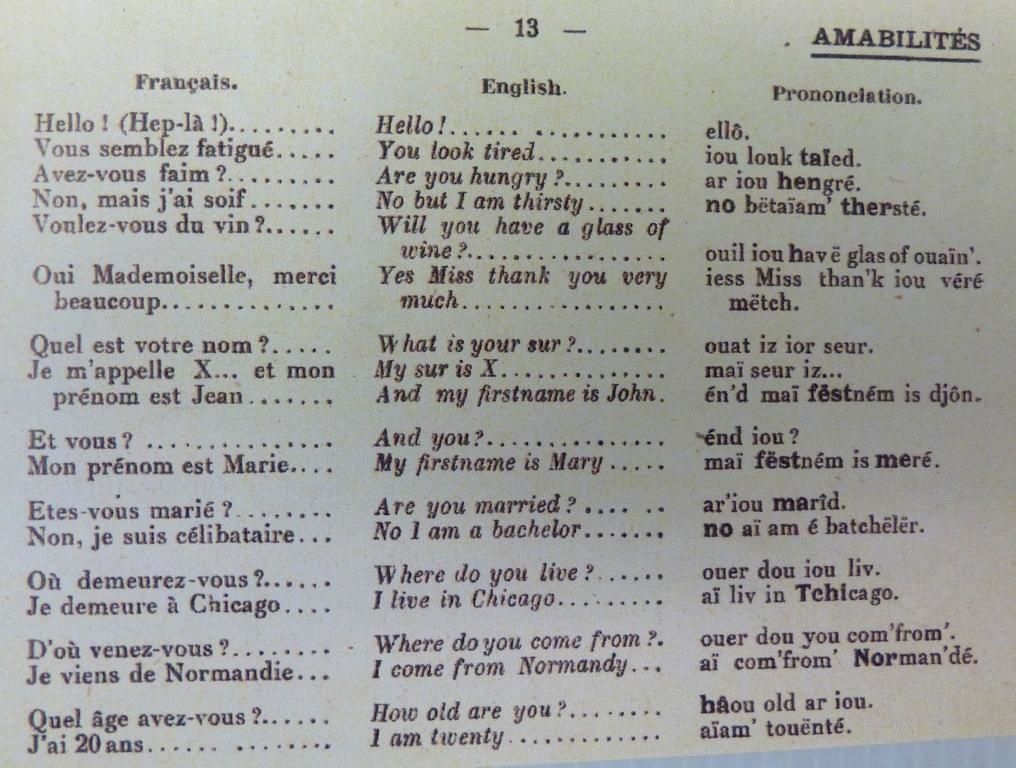 — 13 —
AMABILITÉS
Français. English. Prononciation.
Hello ! (Hep-là !)......... Hello !...... ............ ellô.
Vous semblez fatigué..... You look tired........... iou louk taïed.
Avez-vous faim ?......... Are you hungry ?......... ar iou hengré.
Non, mais j'ai soif ....... No but I am thirsty ....... no bëtaïam' thersté.
Voulez-vous du vin ?...... Will you have a glass of
wine ?.................. ouil iou havë glas of ouaïn'.
Oui Mademoiselle, merci Yes Miss thank you very iess Miss than'k iou véré
beaucoup............... much................... mëtch.
Quel est votre nom ?..... What is your sur ?........ ouat iz ior seur.
Je m'appelle X... et mon My sur is X.............. maï seur iz...
prénom est Jean ....... And my firstname is John. én'd maï fëstném is djôn.
Et vous ? ............... And you?............... énd iou ?
Mon prénom est Marie.... My firstname is Mary ..... maï fëstném is meré.
Etes-vous marié ?......... Are you married ? .... .. ar'iou marîd.
Non, je suis célibataire... No I am a bachelor....... no aï am é batchëlër.
Où demeurez-vous ?...... Where do you live ?...... ouer dou iou liv.
Je demeure à Chicago.... I live in Chicago......... aï liv in Tchicago.
D'où venez-vous ?........ Where do you come from ?. ouer dou you com'from'.
Je viens de Normandie... I come from Normandy... aï com'from' Norman'dé.
Quel âge avez-vous ?...... How old are you ?......... hâou old ar iou.
J'ai 20 ans...... ........ I am twenty ............. aïam' touënté.